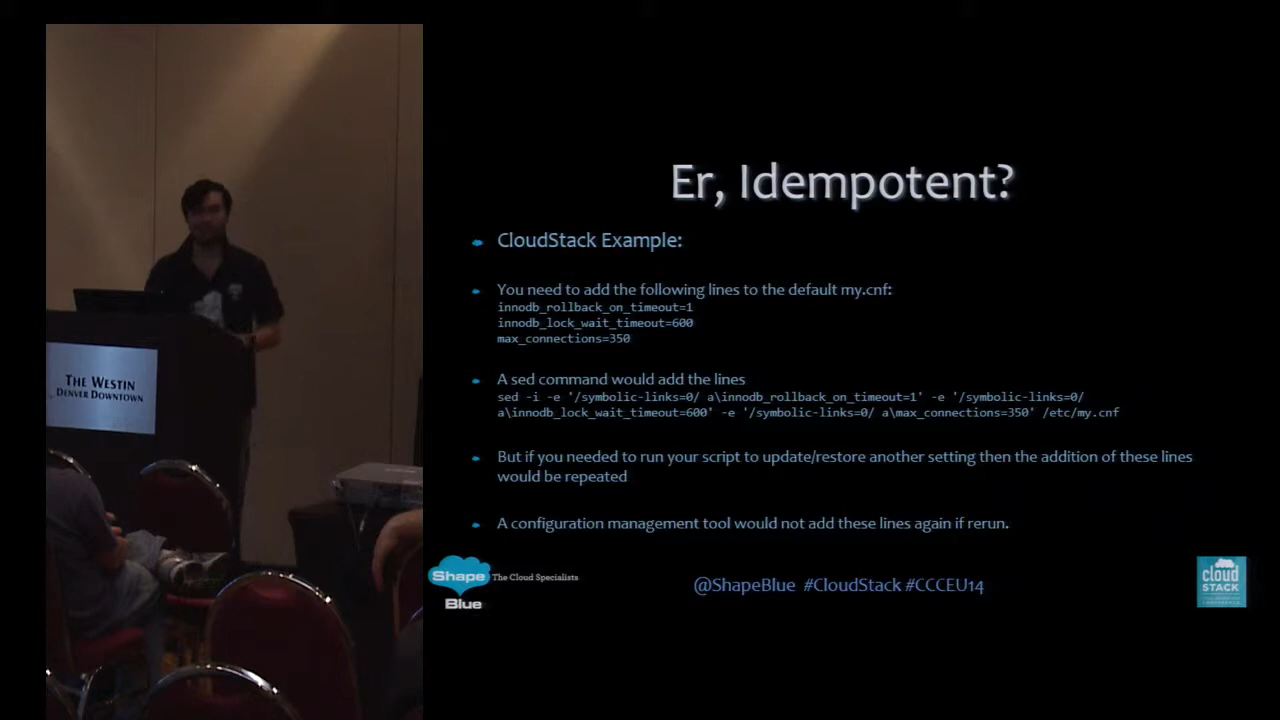 Er, Idempotent?
CloudStack Example:
You need to add the following lines to the default my.cnf:
innodb_rollback_on_timeout=1
innodb_lock_wait_timeout=600
max_connections=350
A sed command would add the lines
sed -i -e '/symbolic-links=0/ a\innodb_rollback_on_timeout=1' -e '/symbolic-links=0/
a\innodb_lock_wait_timeout=600' -e '/symbolic-links=0/ a\max_connections=350' /etc/my.cnf
But if you needed to run your script to update/restore another setting then the addition of these lines
would be repeated
A configuration management tool would not add these lines again if rerun.
THE WESTIN
DENVER DOWNTOWN
Shape
Blue
The Cloud Specialists
@ShapeBlue #CloudStack #CCCEU14
cloud
STACK